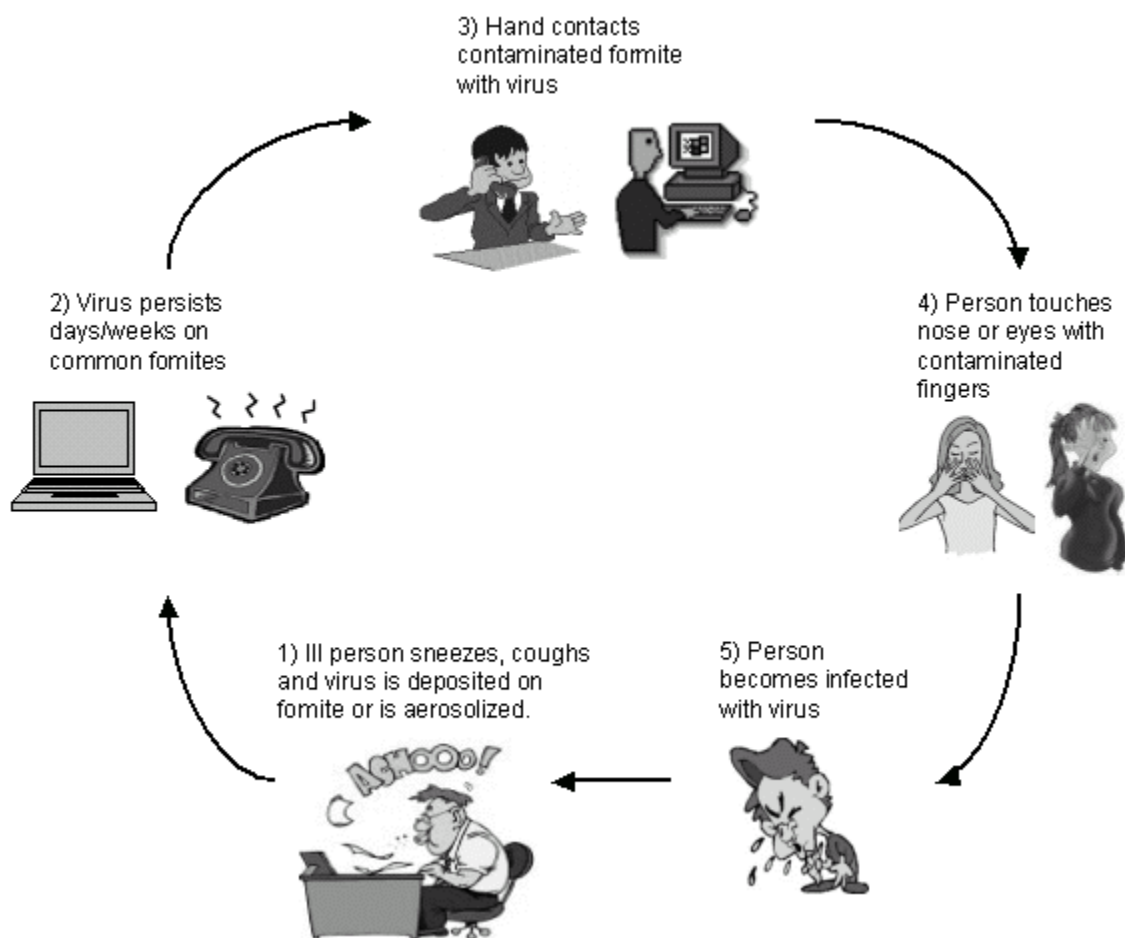 3) Hand contacts
contaminated formite
with virus
2) Virus persists
days/weeks on
common fomites
4) Person touches
nose or eyes with
contaminated
fingers
1) Ill person sneezes, coughs
and virus is deposited on
fomite or is aerosolized.
5) Person
becomes infected
with virus
ACHOOO!